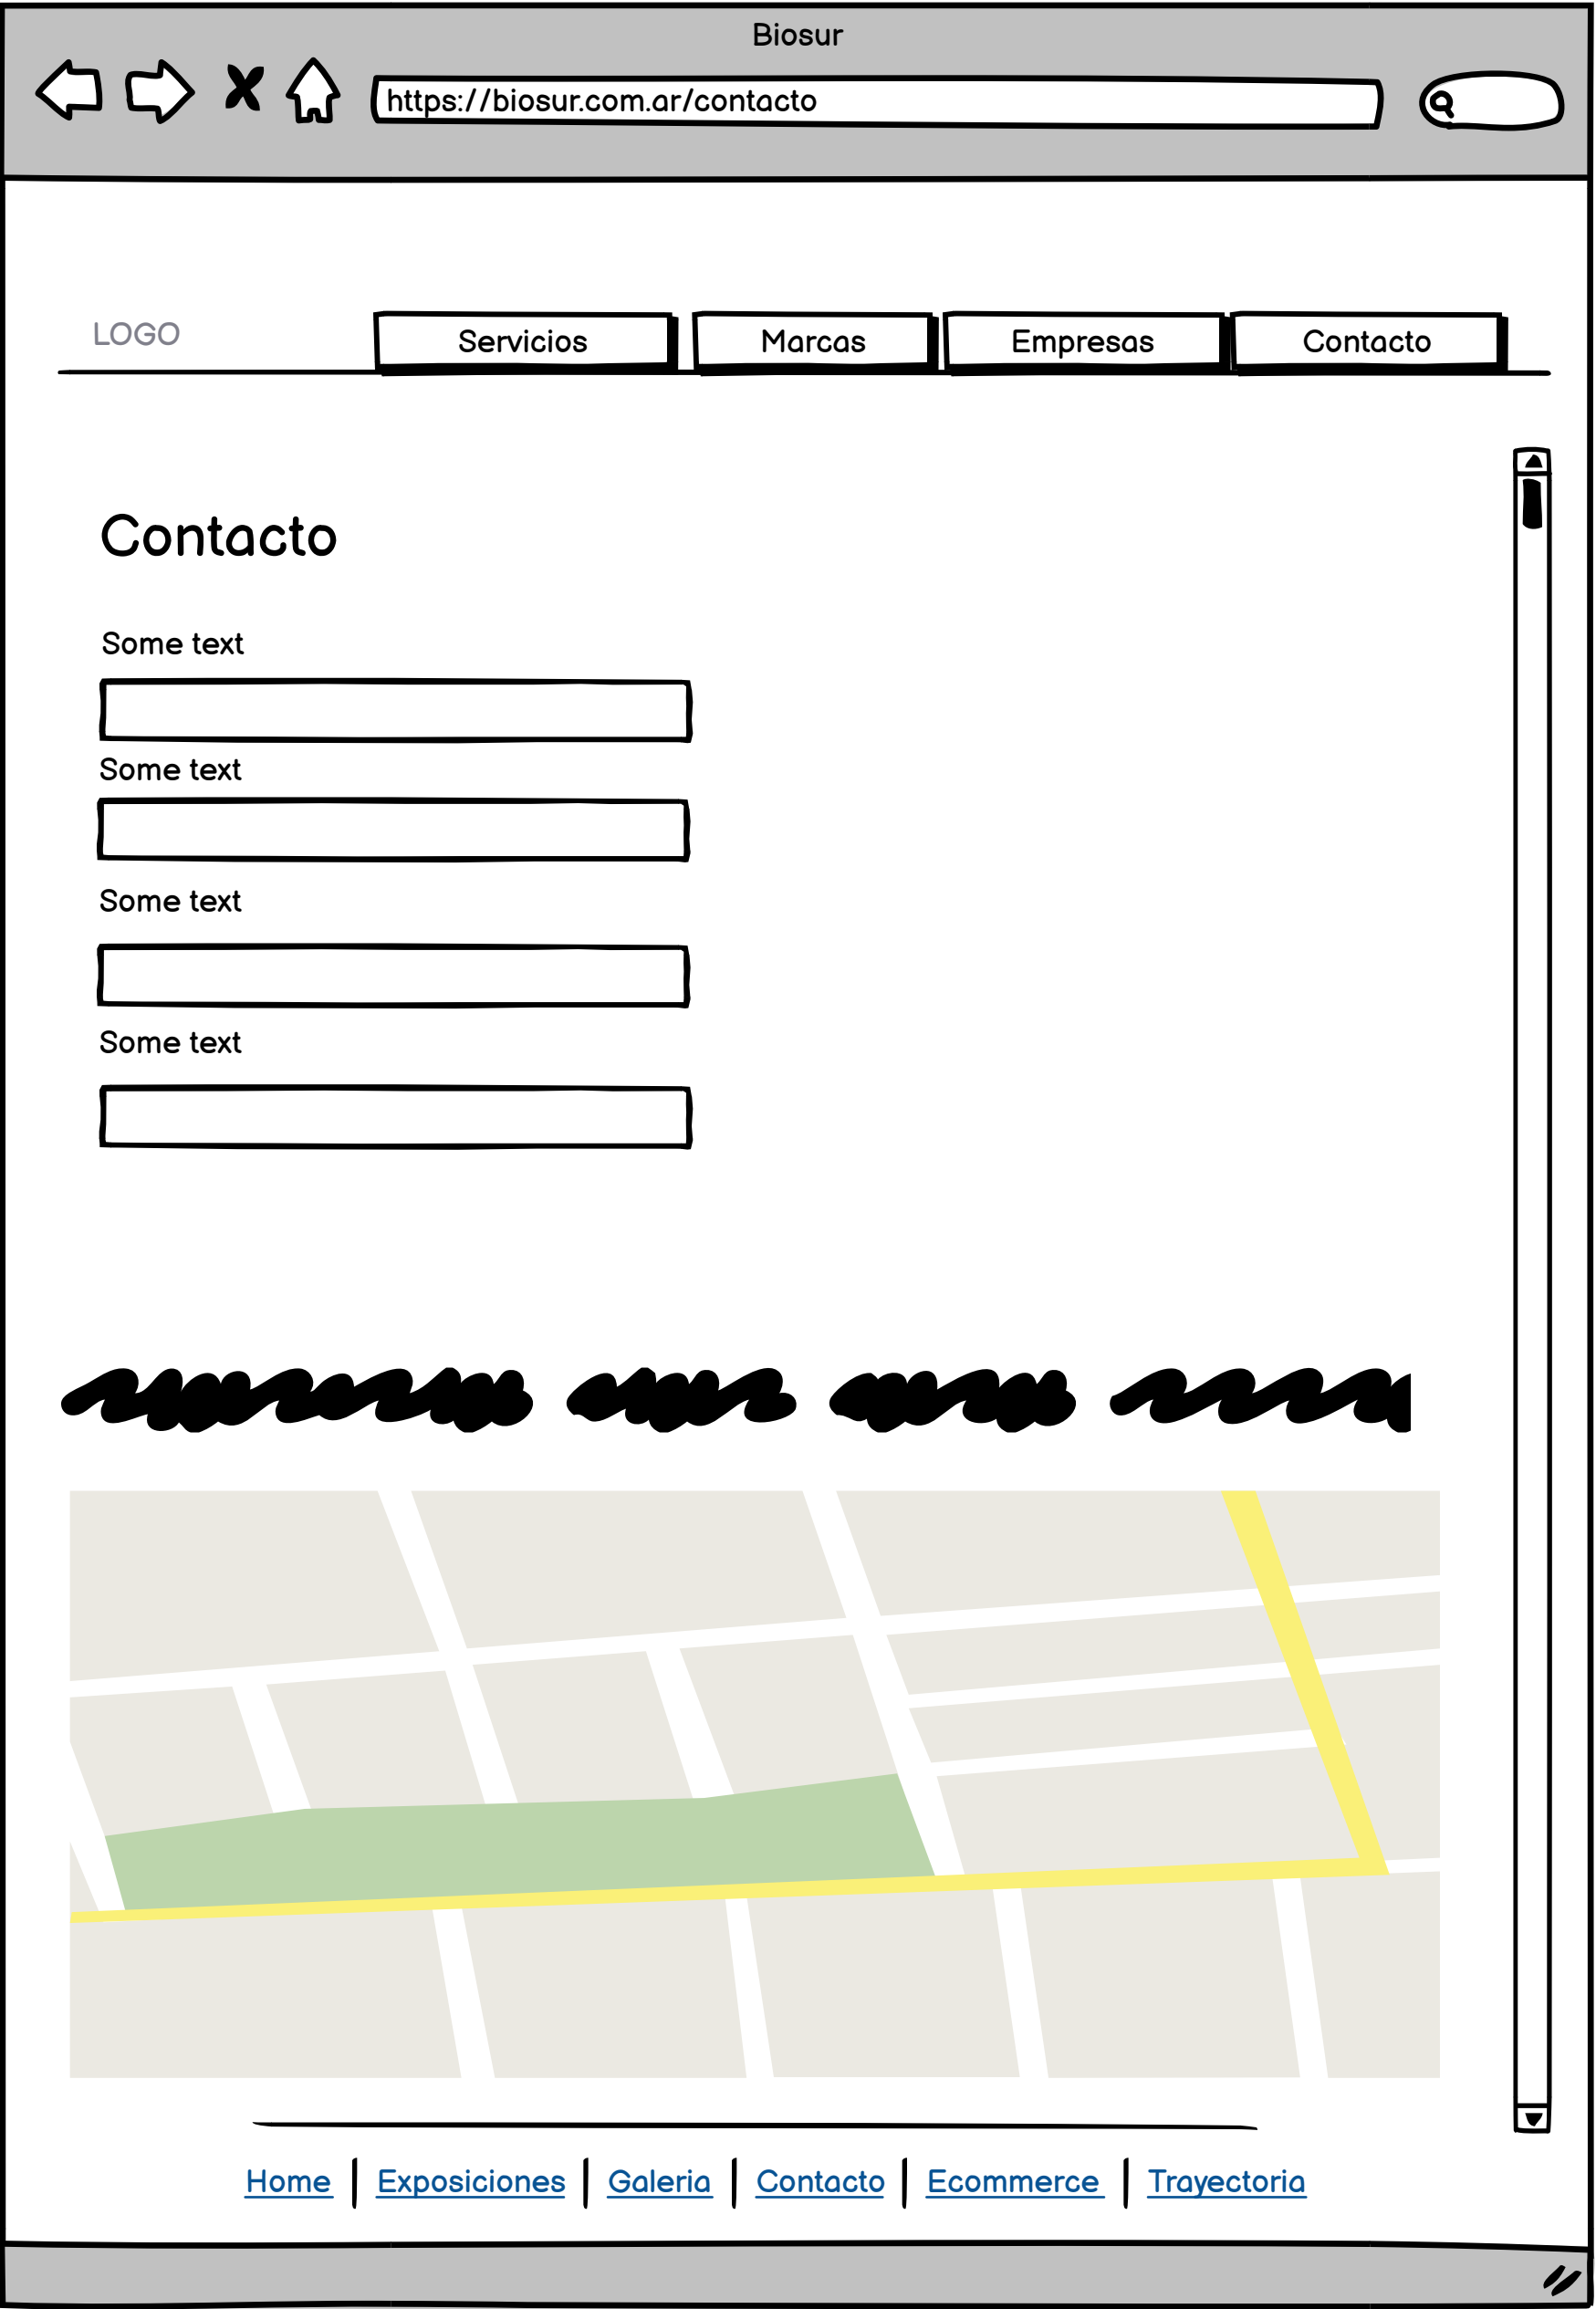 Biosur
https://biosur.com.ar/contacto
LOGO Servicios Marcas Empresas Contacto
Contacto
Some text
Some text
Some text
Some text
Home Exposiciones Galeria Contacto Ecommerce Trayectoria